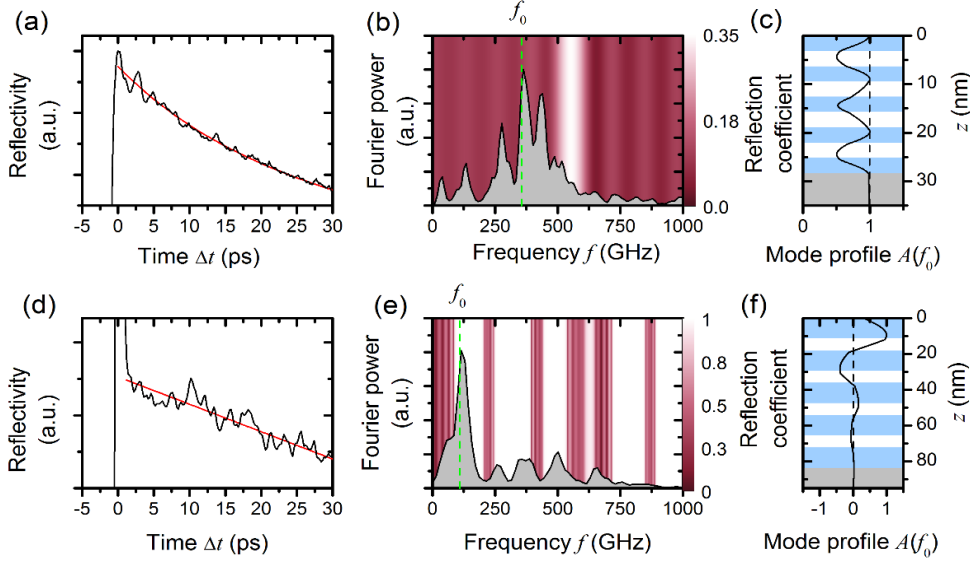 (a)
Reflectivity
(a.u.)
0 5 10 15 20 25 30
Time Δt (ps)
(b)
f0
Fourier power
(a.u.)
0 250 500 750 1000
Frequency f (GHz)
0.35
0.18
0.0
Reflection
coefficient
(c)
0
10
20
30
z (nm)
0 1
Mode profile A(f0)
(d)
Reflectivity
(a.u.)
0 5 10 15 20 25 30
Time Δt (ps)
(e)
f0
Fourier power
(a.u.)
0 250 500 750 1000
Frequency f (GHz)
1
0.8
0.5
0.3
0
Reflection
coefficient
(f)
0
20
40
60
80
z (nm)
-1 0 1
Mode profile A(f0)